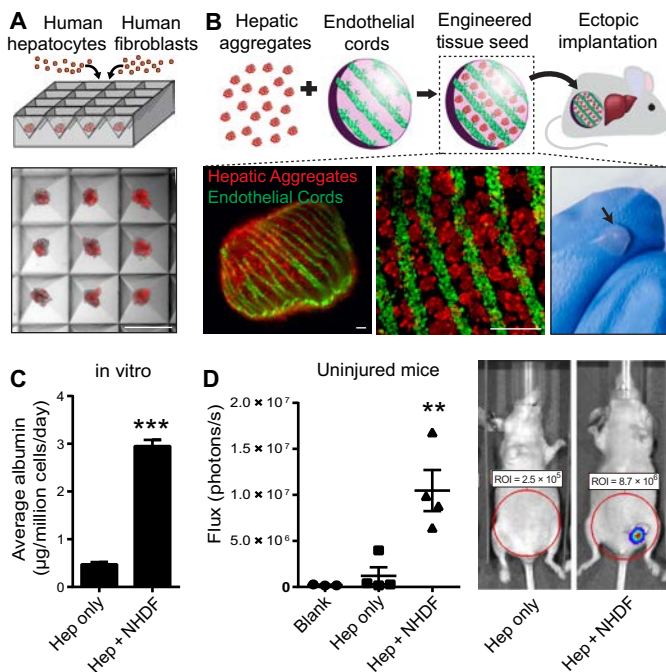 A
Human
hepatocytes
Human
fibroblasts
B
Hepatic
aggregates
Endothelial
cords
Engineered
tissue seed
Ectopic
implantation
Hepatic Aggregates
Endothelial Cords
C
in vitro
Average albumin
(µg/million cells/day)
4
3
2
1
0
***
Hep only
Hep + NHDF
D
Uninjured mice
Flux (photons/s)
2.0 × 10⁷
1.5 × 10⁷
1.0 × 10⁷
5.0 × 10⁶
0
**
Blank
Hep only
Hep + NHDF
ROI = 2.5 × 10⁵
ROI = 8.7 × 10⁶
Hep only
Hep + NHDF